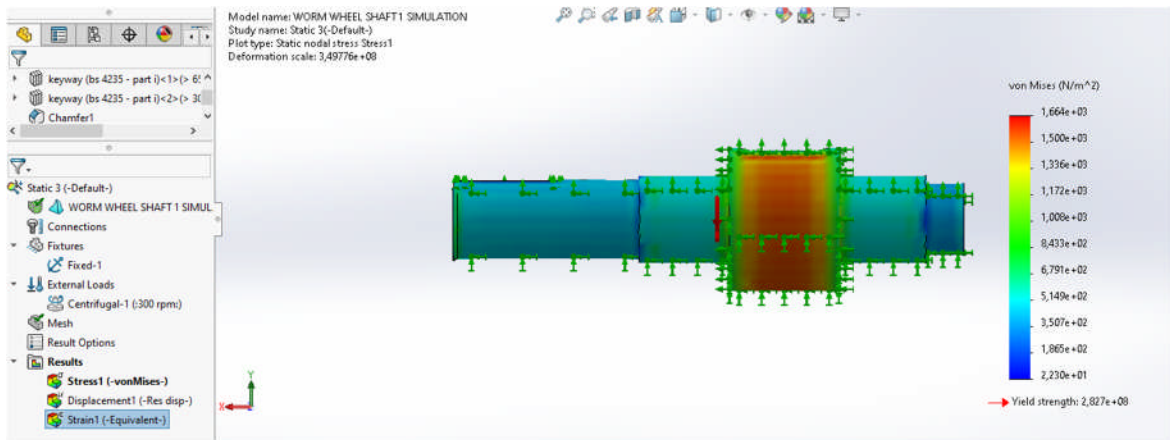 Model name: WORM WHEEL SHAFT1 SIMULATION
Study name: Static 3(-Default-)
Plot type: Static nodal stress Stress1
Deformation scale: 3,49776e+08
keyway (bs 4235 - part i)<1>(> 65
keyway (bs 4235 - part i)<2>(> 30
Chamfer1
Static 3 (-Default-)
WORM WHEEL SHAFT 1 SIMUL
Connections
Fixtures
Fixed-1
External Loads
Centrifugal-1 (:300 rpm:)
Mesh
Result Options
Results
Stress1 (-vonMises-)
Displacement1 (-Res disp-)
Strain1 (-Equivalent-)
Y
X
von Mises (N/m^2)
1,664e+03
1,500e+03
1,336e+03
1,172e+03
1,008e+03
8,433e+02
6,791e+02
5,149e+02
3,507e+02
1,865e+02
2,230e+01
Yield strength: 2,827e+08